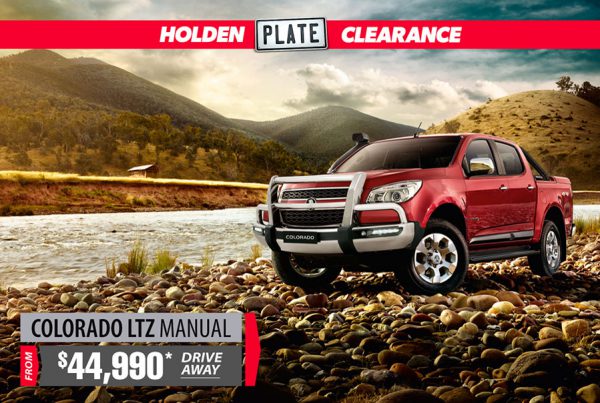 HOLDEN PLATE CLEARANCE
COLORADO
COLORADO LTZ MANUAL
FROM $44,990* DRIVE AWAY